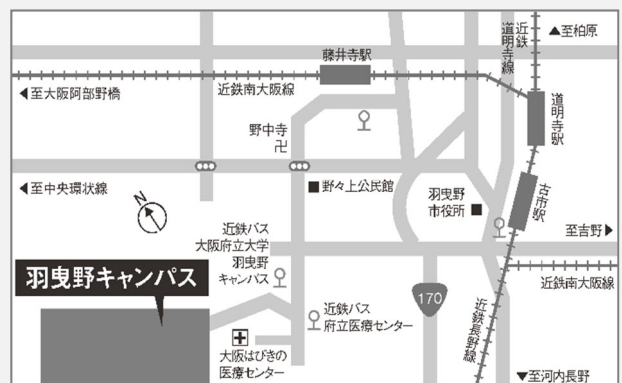 近鉄
道明寺線
▲至柏原
藤井寺駅
近鉄南大阪線
◀至大阪阿部野橋
道明寺駅
野中寺
卍
◀至中央環状線
■野々上公民館
羽曳野
市役所■
古市駅
N
至吉野▶
近鉄バス
大阪府立大学
羽曳野
キャンパス
近鉄南大阪線
羽曳野キャンパス
170
近鉄バス
府立医療センター
近鉄長野線
大阪はびきの
医療センター
▼至河内長野